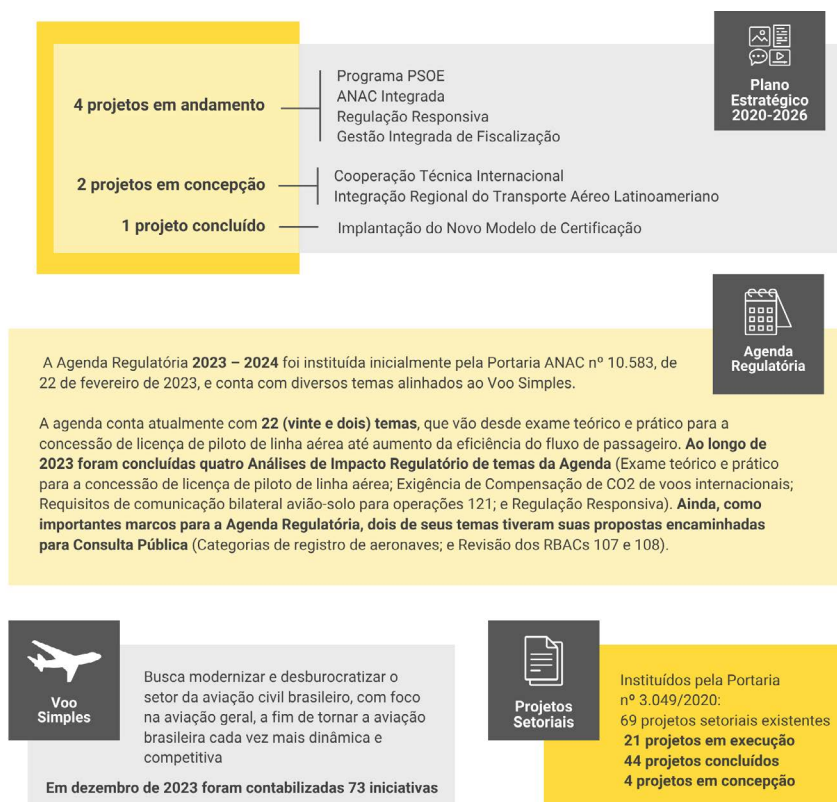 Plano
Estratégico
2020-2026
4 projetos em andamento
Programa PSOE
ANAC Integrada
Regulação Responsiva
Gestão Integrada de Fiscalização
2 projetos em concepção
Cooperação Técnica Internacional
Integração Regional do Transporte Aéreo Latinoameriano
1 projeto concluído
Implantação do Novo Modelo de Certificação
Agenda
Regulatória
A Agenda Regulatória 2023 – 2024 foi instituída inicialmente pela Portaria ANAC nº 10.583, de
22 de fevereiro de 2023, e conta com diversos temas alinhados ao Voo Simples.
A agenda conta atualmente com 22 (vinte e dois) temas, que vão desde exame teórico e prático para a
concessão de licença de piloto de linha aérea até aumento da eficiência do fluxo de passageiro. Ao longo de
2023 foram concluídas quatro Análises de Impacto Regulatório de temas da Agenda (Exame teórico e prático
para a concessão de licença de piloto de linha aérea; Exigência de Compensação de CO2 de voos internacionais;
Requisitos de comunicação bilateral avião-solo para operações 121; e Regulação Responsiva). Ainda, como
importantes marcos para a Agenda Regulatória, dois de seus temas tiveram suas propostas encaminhadas
para Consulta Pública (Categorias de registro de aeronaves; e Revisão dos RBACs 107 e 108).
Voo
Simples
Busca modernizar e desburocratizar o
setor da aviação civil brasileiro, com foco
na aviação geral, a fim de tornar a aviação
brasileira cada vez mais dinâmica e
competitiva
Em dezembro de 2023 foram contabilizadas 73 iniciativas
Projetos
Setoriais
Instituídos pela Portaria
nº 3.049/2020:
69 projetos setoriais existentes
21 projetos em execução
44 projetos concluídos
4 projetos em concepção